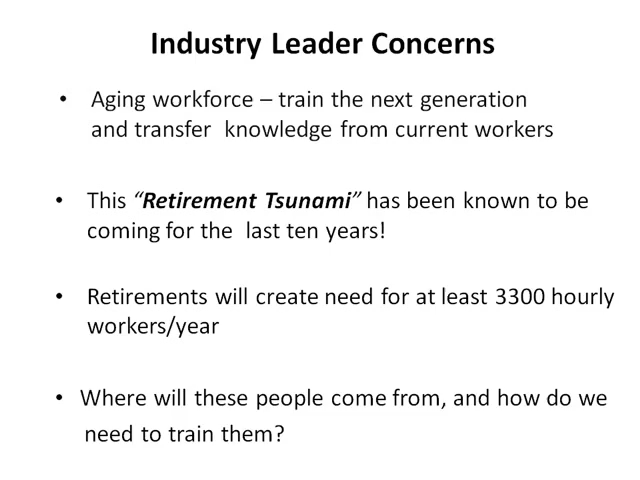 Industry Leader Concerns
• Aging workforce – train the next generation
and transfer knowledge from current workers
• This “Retirement Tsunami” has been known to be
coming for the last ten years!
• Retirements will create need for at least 3300 hourly
workers/year
• Where will these people come from, and how do we
need to train them?